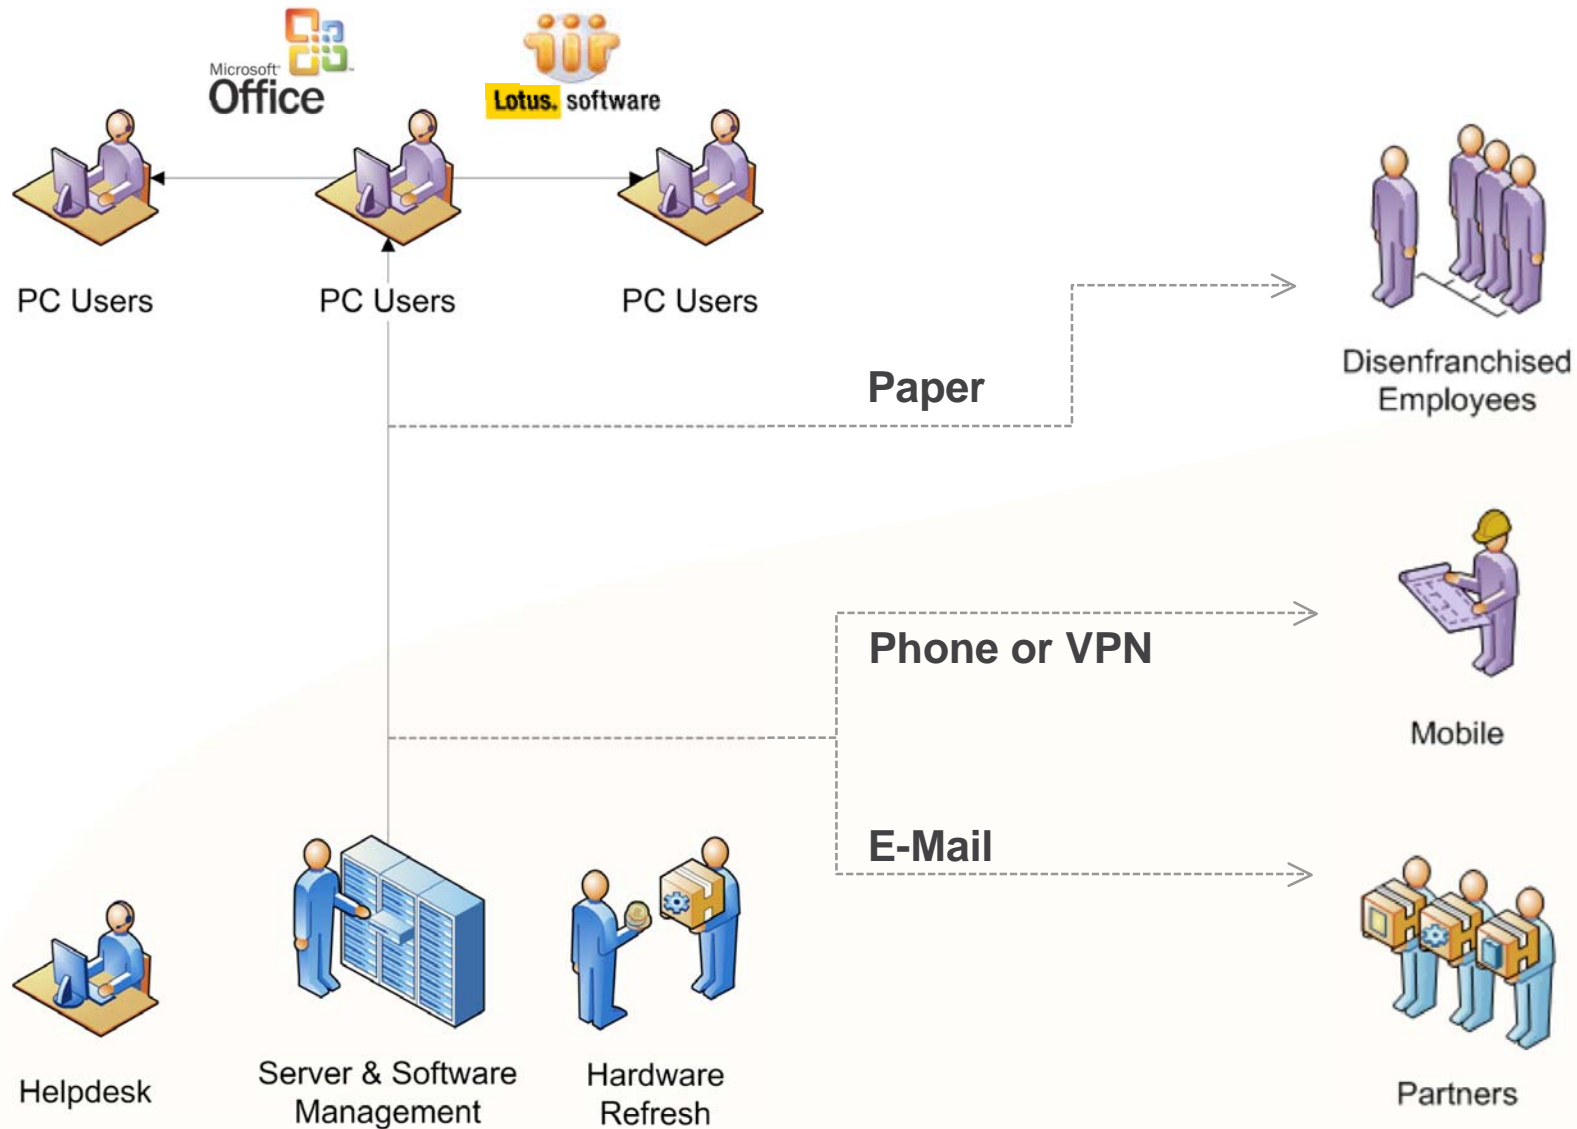 Microsoft
Office
Lotus. software
PC Users
PC Users
PC Users
Disenfranchised
Employees
Paper
Phone or VPN
Mobile
E-Mail
Helpdesk
Server & Software
Management
Hardware
Refresh
Partners